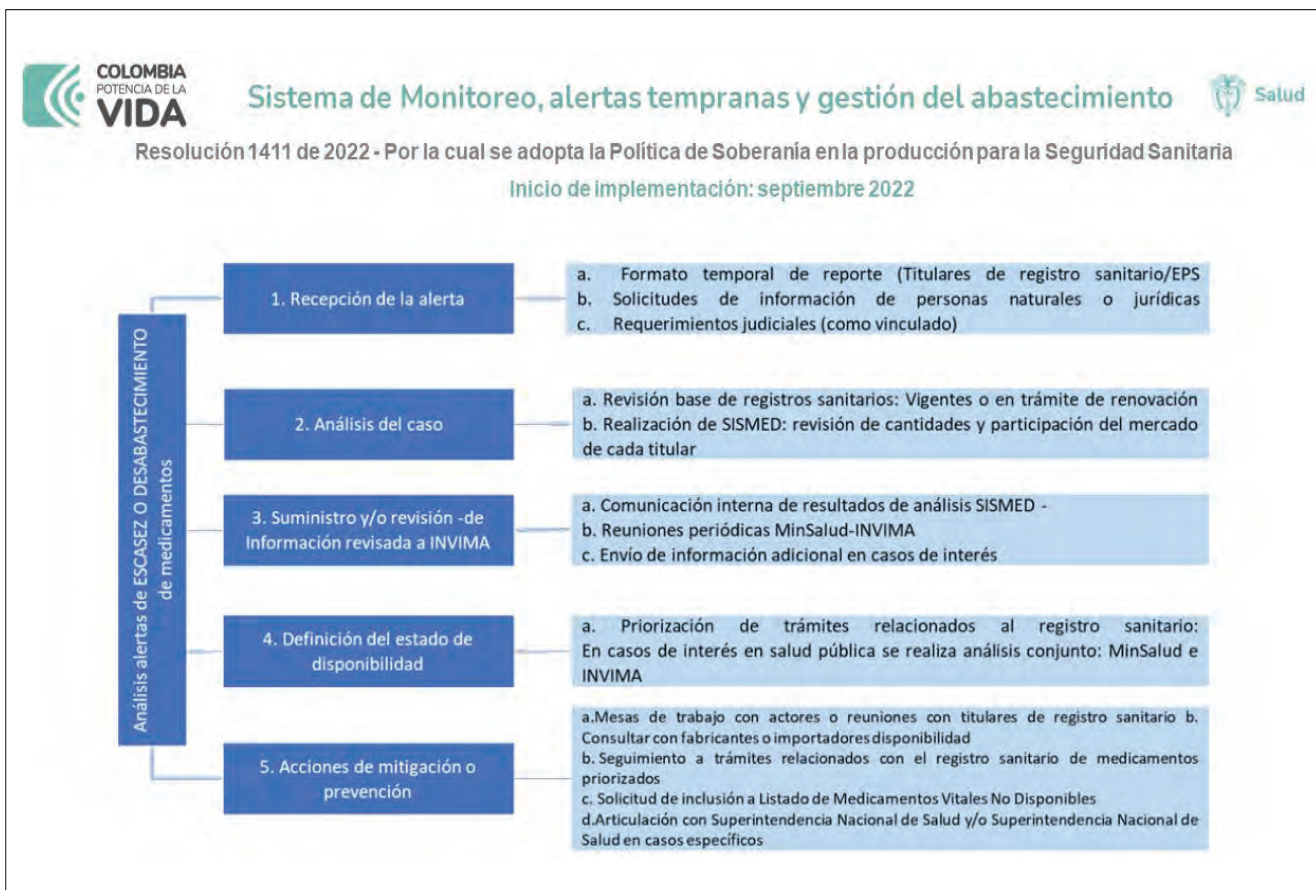 COLOMBIA
POTENCIA DE LA
VIDA
Sistema de Monitoreo, alertas tempranas y gestión del abastecimiento
Salud
Resolución 1411 de 2022 - Por la cual se adopta la Política de Soberanía en la producción para la Seguridad Sanitaria
Inicio de implementación: septiembre 2022
Análisis alertas de ESCASEZ O DESABASTECIMIENTO
de medicamentos
1. Recepción de la alerta
a. Formato temporal de reporte (Titulares de registro sanitario/EPS
b. Solicitudes de información de personas naturales o jurídicas
c. Requerimientos judiciales (como vinculado)
2. Análisis del caso
a. Revisión base de registros sanitarios: Vigentes o en trámite de renovación
b. Realización de SISMED: revisión de cantidades y participación del mercado
de cada titular
3. Suministro y/o revisión -de
Información revisada a INVIMA
a. Comunicación interna de resultados de análisis SISMED -
b. Reuniones periódicas MinSalud-INVIMA
c. Envío de información adicional en casos de interés
4. Definición del estado de
disponibilidad
a. Priorización de trámites relacionados al registro sanitario:
En casos de interés en salud pública se realiza análisis conjunto: MinSalud e
INVIMA
5. Acciones de mitigación o
prevención
a.Mesas de trabajo con actores o reuniones con titulares de registro sanitario b.
Consultar con fabricantes o importadores disponibilidad
b. Seguimiento a trámites relacionados con el registro sanitario de medicamentos
priorizados
c. Solicitud de inclusión a Listado de Medicamentos Vitales No Disponibles
d.Articulación con Superintendencia Nacional de Salud y/o Superintendencia Nacional de
Salud en casos específicos